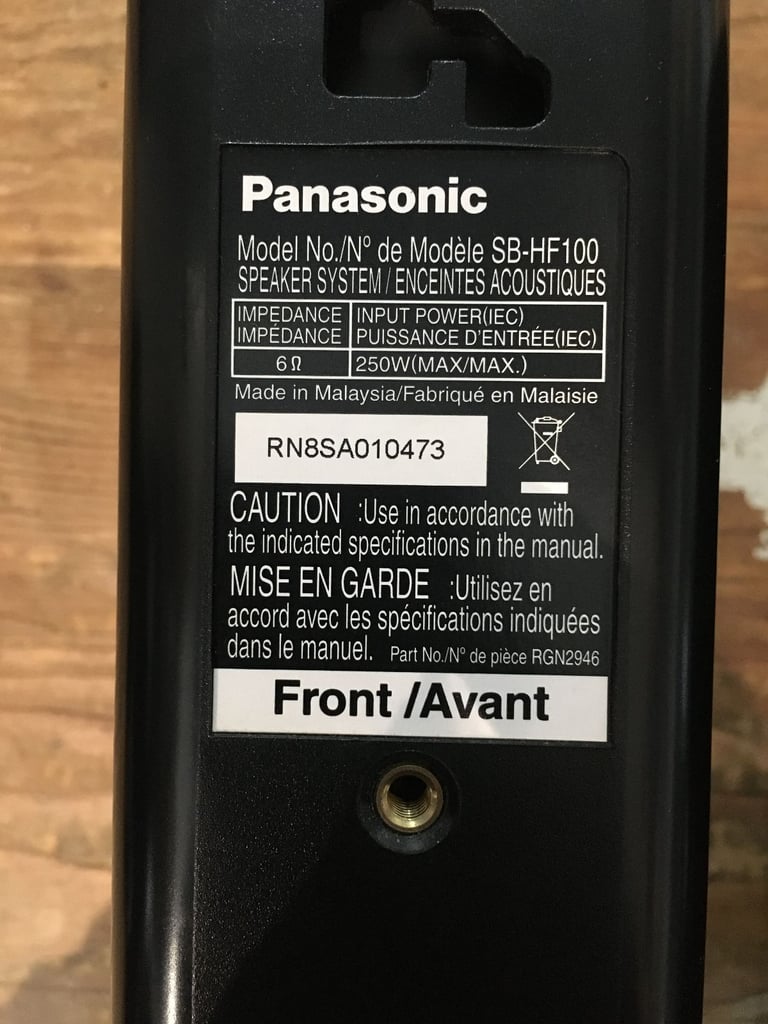 Panasonic
Model No./N° de Modèle SB-HF100
SPEAKER SYSTEM / ENCEINTES ACOUSTIQUES
IMPEDANCE INPUT POWER(IEC)
IMPÉDANCE PUISSANCE D'ENTRÉE(IEC)
6Ω 250W(MAX/MAX.)
Made in Malaysia/Fabriqué en Malaisie
RN8SA010473
CAUTION :Use in accordance with
the indicated specifications in the manual.
MISE EN GARDE :Utilisez en
accord avec les spécifications indiquées
dans le manuel. Part No./N° de pièce RGN2946
Front /Avant